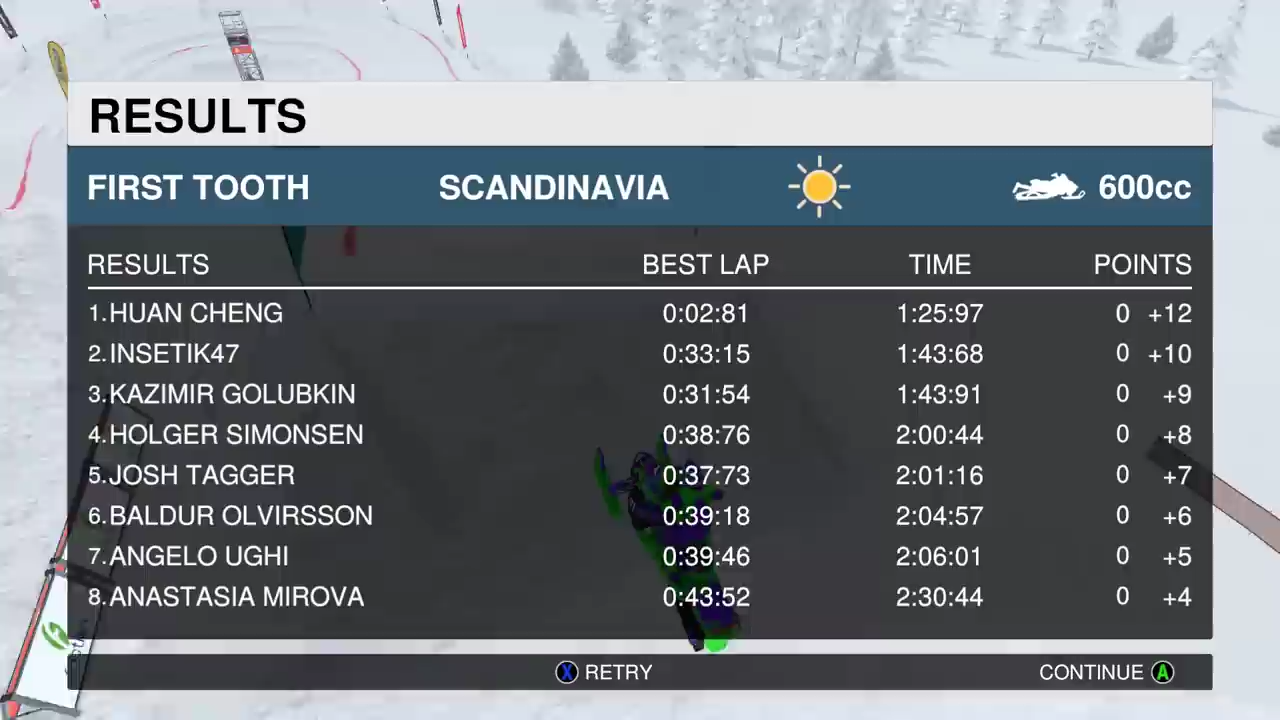 RESULTS
FIRST TOOTH SCANDINAVIA 600cc
RESULTS BEST LAP TIME POINTS
1.HUAN CHENG 0:02:81 1:25:97 0 +12
2.INSETIK47 0:33:15 1:43:68 0 +10
3.KAZIMIR GOLUBKIN 0:31:54 1:43:91 0 +9
4.HOLGER SIMONSEN 0:38:76 2:00:44 0 +8
5.JOSH TAGGER 0:37:73 2:01:16 0 +7
6.BALDUR OLVIRSSON 0:39:18 2:04:57 0 +6
7.ANGELO UGHI 0:39:46 2:06:01 0 +5
8.ANASTASIA MIROVA 0:43:52 2:30:44 0 +4
X RETRY CONTINUE A